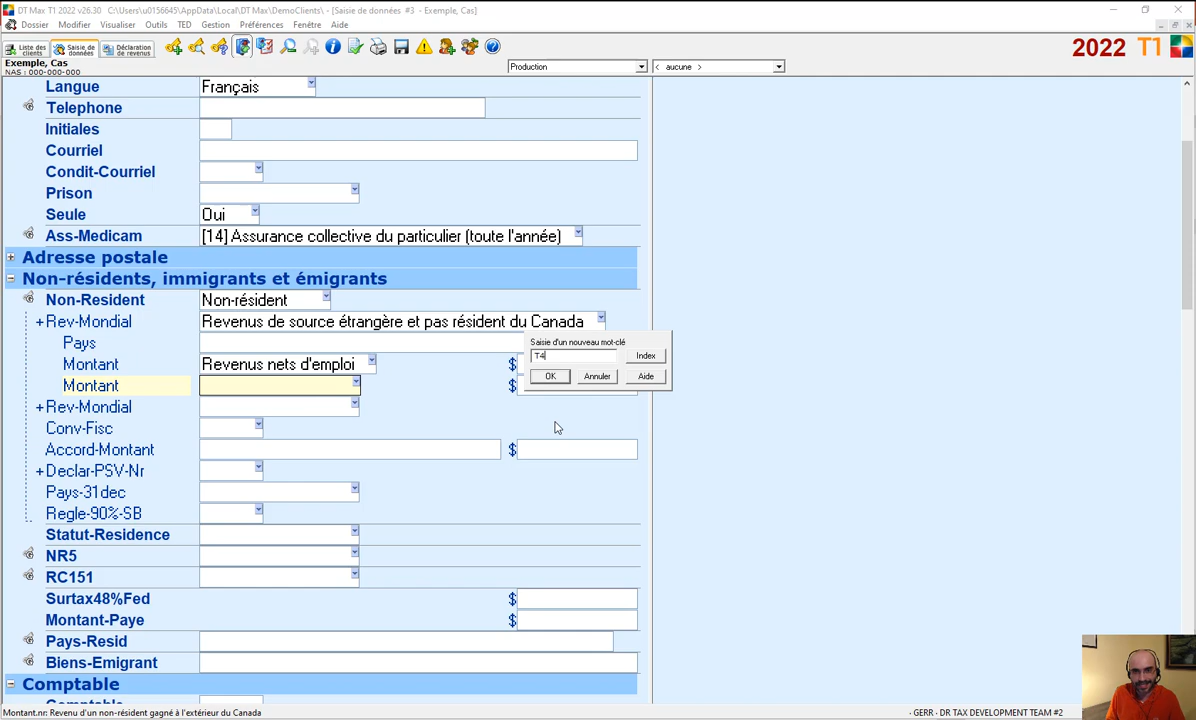 DT Max T1 2022 v26.30 C:\Users\u0156645\AppData\Local\DT Max\DemoClients\ - [Saisie de données #3 - Exemple, Cas]
Dossier Modifier Visualiser Outils TED Gestion Préférences Fenêtre Aide
Liste des clients
Saisie de données
Déclaration de revenus
2022 T1
Exemple, Cas
NAS : 000-000-000
Production
< aucune >
Langue Français
Telephone
Initiales
Courriel
Condit-Courriel
Prison
Seule Oui
Ass-Medicam [14] Assurance collective du particulier (toute l'année)
Adresse postale
Non-résidents, immigrants et émigrants
Non-Resident Non-résident
+Rev-Mondial Revenus de source étrangère et pas résident du Canada
Pays
Montant Revenus nets d'emploi $
Montant $
Saisie d'un nouveau mot-clé
T4 Index
OK Annuler Aide
+Rev-Mondial
Conv-Fisc
Accord-Montant $
+Declar-PSV-Nr
Pays-31dec
Regle-90%-SB
Statut-Residence
NR5
RC151
Surtax48%Fed $
Montant-Paye $
Pays-Resid
Biens-Emigrant
Comptable
Montant.nr: Revenu d'un non-résident gagné à l'extérieur du Canada
- GERR - DR TAX DEVELOPMENT TEAM #2